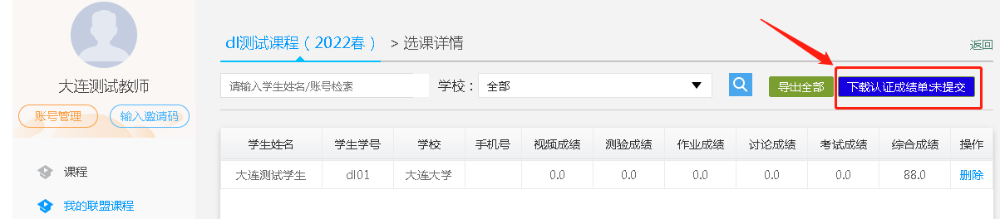 dl测试课程（2022春） > 选课详情
返回
大连测试教师
请输入学生姓名/账号检索 学校： 全部 导出全部 下载认证成绩单:未提交
账号管理 输入邀请码
学生姓名 学生学号 学校 手机号 视频成绩 测验成绩 作业成绩 讨论成绩 考试成绩 综合成绩 操作
课程
大连测试学生 dl01 大连大学 0.0 0.0 0.0 0.0 0.0 88.0 删除
我的联盟课程